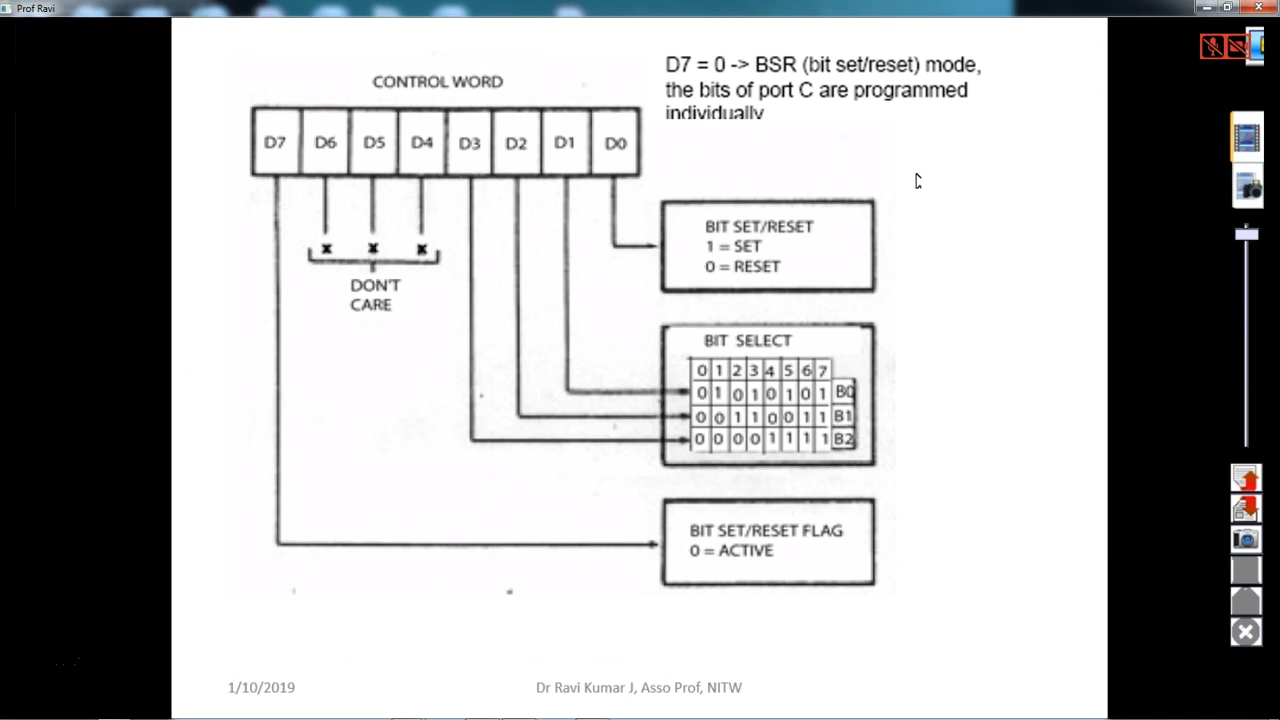 Prof Ravi
D7 = 0 -> BSR (bit set/reset) mode,
the bits of port C are programmed
individually
CONTROL WORD
D7 D6 D5 D4 D3 D2 D1 D0
x x x
DON'T
CARE
BIT SET/RESET
1 = SET
0 = RESET
BIT SELECT
0 1 2 3 4 5 6 7
0 1 0 1 0 1 0 1 B0
0 0 1 1 0 0 1 1 B1
0 0 0 0 1 1 1 1 B2
BIT SET/RESET FLAG
0 = ACTIVE
1/10/2019
Dr Ravi Kumar J, Asso Prof, NITW